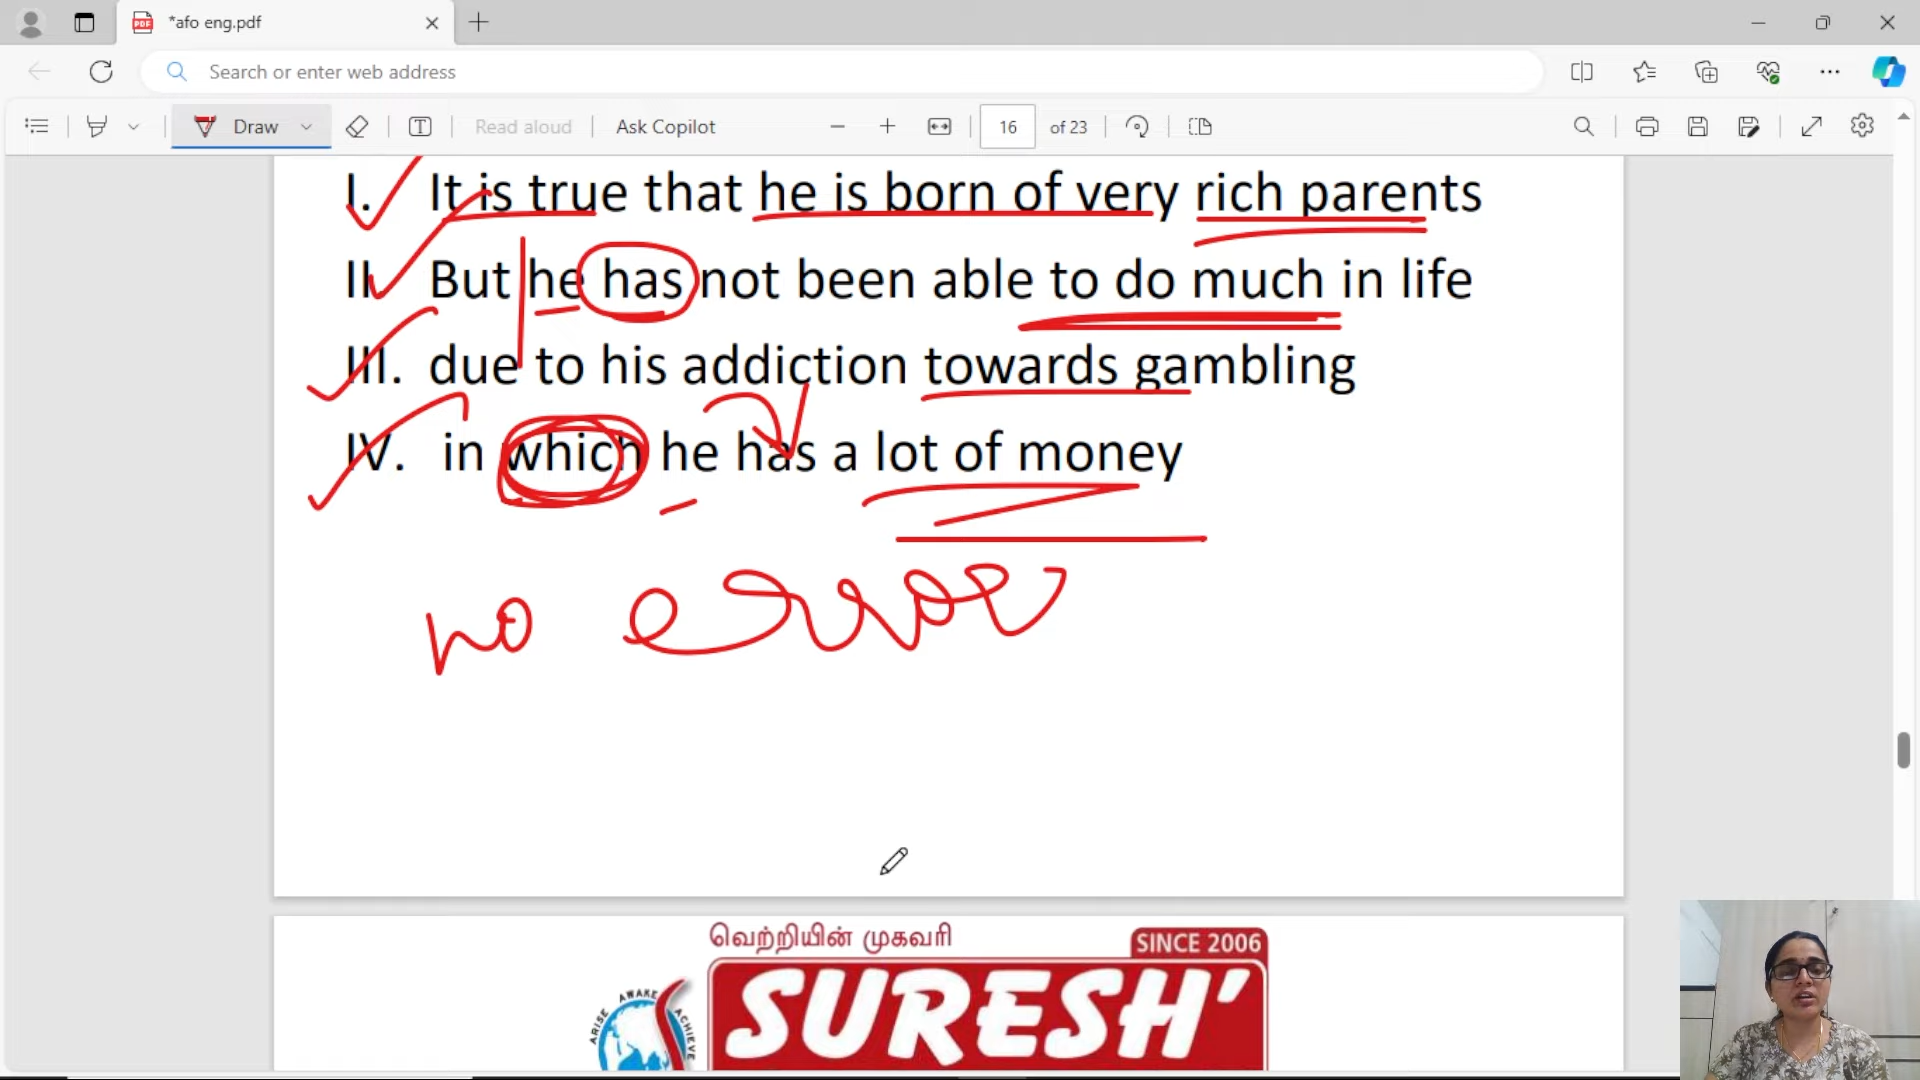 *afo eng.pdf
Search or enter web address
Draw
Read aloud
Ask Copilot
16
of 23
I. It is true that he is born of very rich parents
II. But he has not been able to do much in life
III. due to his addiction towards gambling
IV. in which he has a lot of money
no error
வெற்றியின் முகவரி
SINCE 2006
ARISE AWAKE ACHIEVE
SURESH'